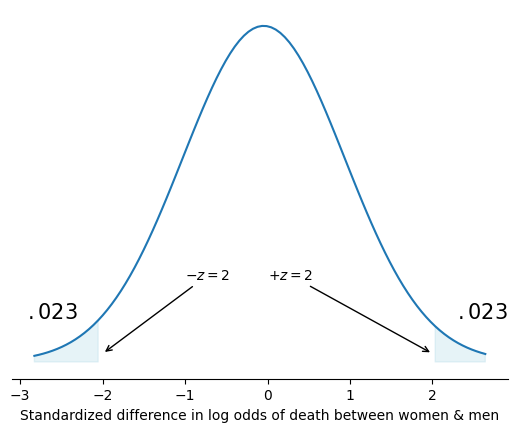 −z = 2
+z = 2
.023
.023
−3
−2
−1
0
1
2
Standardized difference in log odds of death between women & men